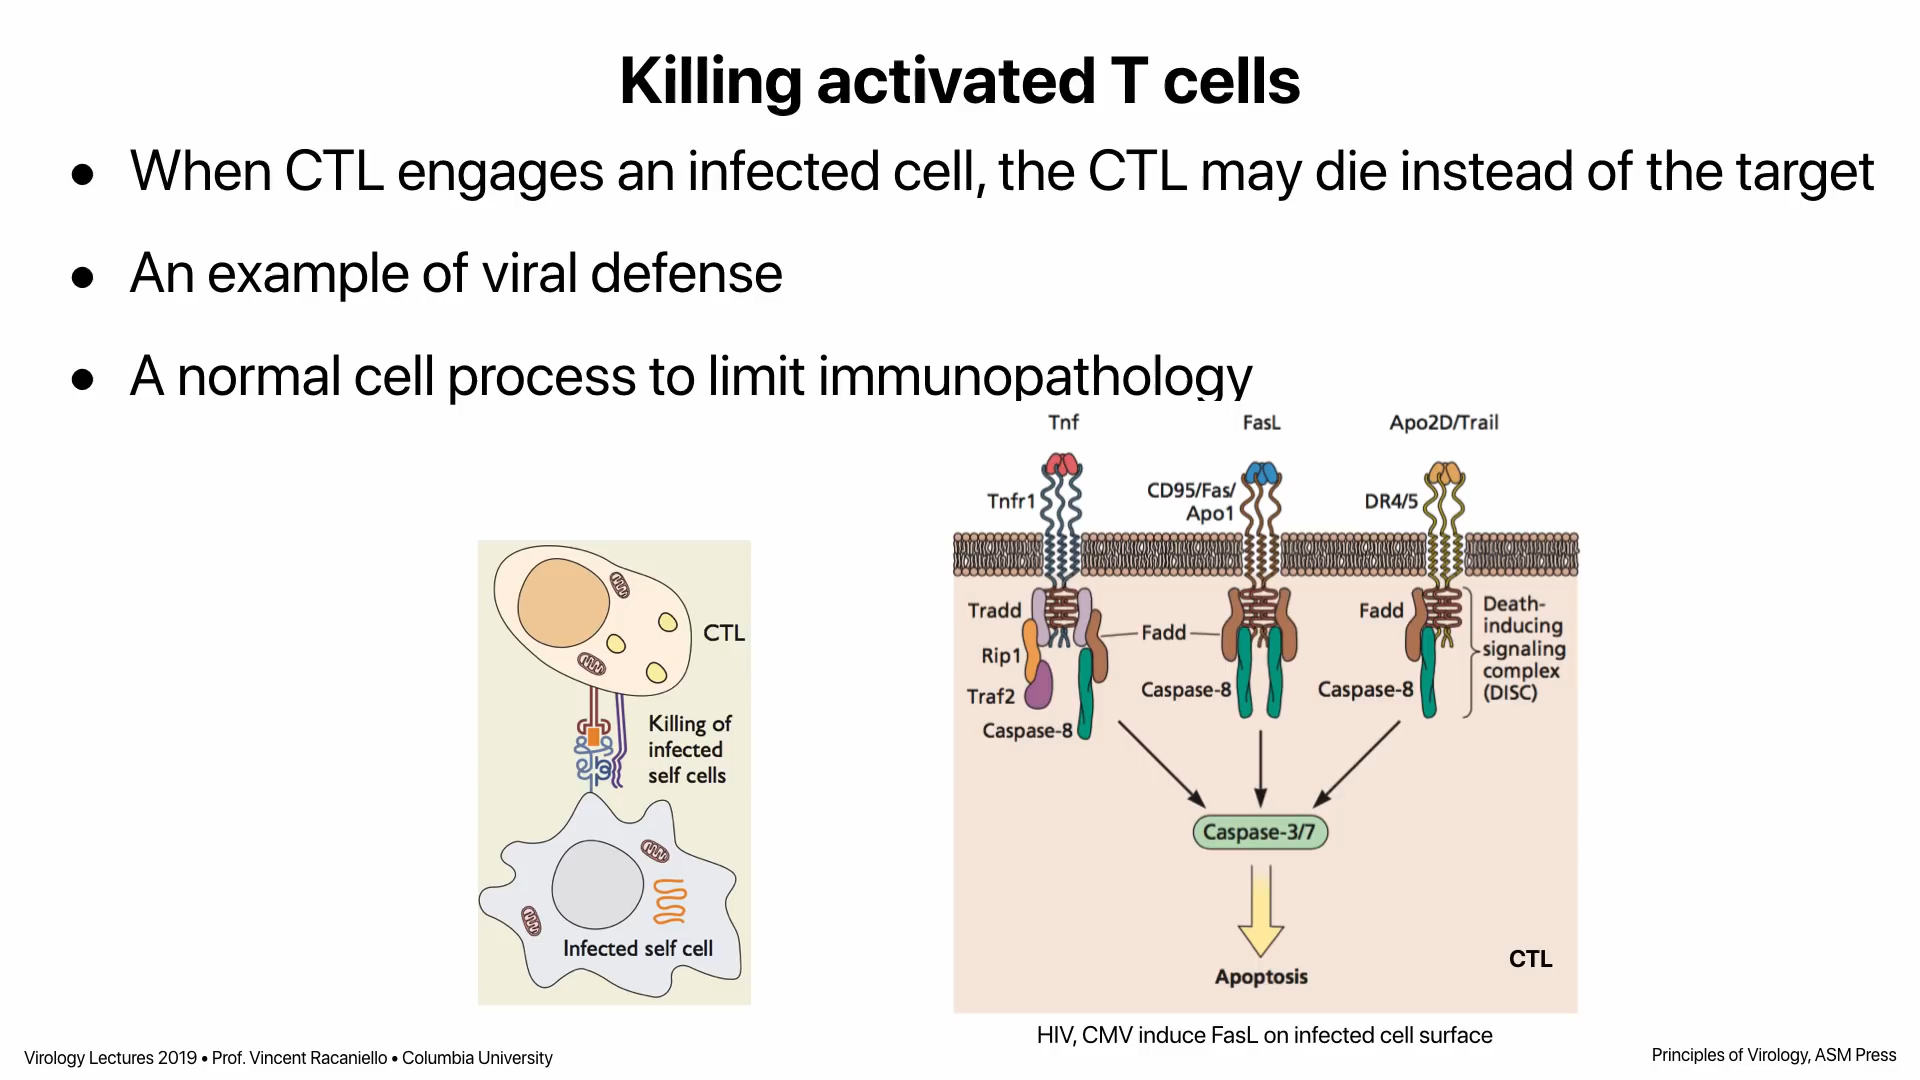 Killing activated T cells
• When CTL engages an infected cell, the CTL may die instead of the target
• An example of viral defense
• A normal cell process to limit immunopathology
CTL
Killing of
infected
self cells
Infected self cell
Tnf
FasL
Apo2D/Trail
Tnfr1
CD95/Fas/
Apo1
DR4/5
Tradd
Rip1
Traf2
Caspase-8
Fadd
Caspase-8
Fadd
Caspase-8
Death-
inducing
signaling
complex
(DISC)
Caspase-3/7
Apoptosis
CTL
HIV, CMV induce FasL on infected cell surface
Virology Lectures 2019 • Prof. Vincent Racaniello • Columbia University
Principles of Virology, ASM Press